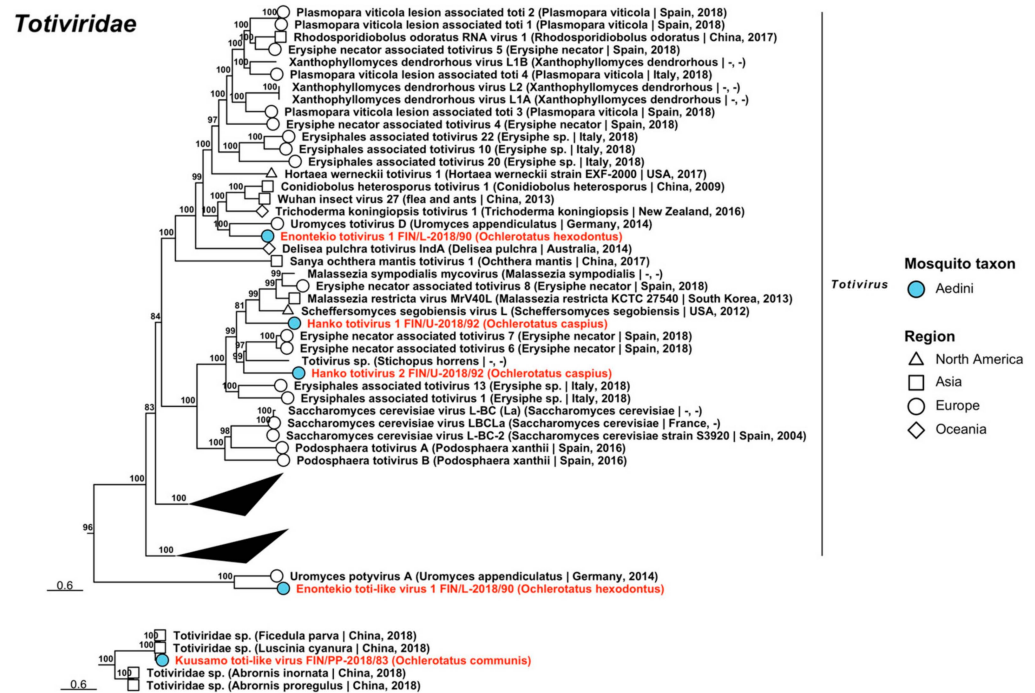 Totiviridae
Plasmopara viticola lesion associated toti 2 (Plasmopara viticola | Spain, 2018)
Plasmopara viticola lesion associated toti 1 (Plasmopara viticola | Spain, 2018)
Rhodosporidiobolus odoratus RNA virus 1 (Rhodosporidiobolus odoratus | China, 2017)
Erysiphe necator associated totivirus 5 (Erysiphe necator | Spain, 2018)
Xanthophyllomyces dendrorhous virus L1B (Xanthophyllomyces dendrorhous | -, -)
Plasmopara viticola lesion associated toti 4 (Plasmopara viticola | Italy, 2018)
Xanthophyllomyces dendrorhous virus L2 (Xanthophyllomyces dendrorhous | -, -)
Xanthophyllomyces dendrorhous virus L1A (Xanthophyllomyces dendrorhous | -, -)
Plasmopara viticola lesion associated toti 3 (Plasmopara viticola | Spain, 2018)
Erysiphe necator associated totivirus 4 (Erysiphe necator | Spain, 2018)
Erysiphales associated totivirus 22 (Erysiphe sp. | Italy, 2018)
Erysiphales associated totivirus 10 (Erysiphe sp. | Italy, 2018)
Erysiphales associated totivirus 20 (Erysiphe sp. | Italy, 2018)
Hortaea werneckii totivirus 1 (Hortaea werneckii strain EXF-2000 | USA, 2017)
Conidiobolus heterosporus totivirus 1 (Conidiobolus heterosporus | China, 2009)
Wuhan insect virus 27 (flea and ants | China, 2013)
Trichoderma koningiopsis totivirus 1 (Trichoderma koningiopsis | New Zealand, 2016)
Uromyces totivirus D (Uromyces appendiculatus | Germany, 2014)
Enontekio totivirus 1 FIN/L-2018/90 (Ochlerotatus hexodontus)
Delisea pulchra totivirus IndA (Delisea pulchra | Australia, 2014)
Sanya ochthera mantis totivirus 1 (Ochthera mantis | China, 2017)
Malassezia sympodialis mycovirus (Malassezia sympodialis | -, -)
Erysiphe necator associated totivirus 8 (Erysiphe necator | Spain, 2018)
Malassezia restricta virus MrV40L (Malassezia restricta KCTC 27540 | South Korea, 2013)
Scheffersomyces segobiensis virus L (Scheffersomyces segobiensis | USA, 2012)
Hanko totivirus 1 FIN/U-2018/92 (Ochlerotatus caspius)
Erysiphe necator associated totivirus 7 (Erysiphe necator | Spain, 2018)
Erysiphe necator associated totivirus 6 (Erysiphe necator | Spain, 2018)
Totivirus sp. (Stichopus horrens | -, -)
Hanko totivirus 2 FIN/U-2018/92 (Ochlerotatus caspius)
Erysiphales associated totivirus 13 (Erysiphe sp. | Italy, 2018)
Erysiphales associated totivirus 1 (Erysiphe sp. | Italy, 2018)
Saccharomyces cerevisiae virus L-BC (La) (Saccharomyces cerevisiae | -, -)
Saccharomyces cerevisiae virus LBCLa (Saccharomyces cerevisiae | France, -)
Saccharomyces cerevisiae virus L-BC-2 (Saccharomyces cerevisiae strain S3920 | Spain, 2004)
Podosphaera totivirus A (Podosphaera xanthii | Spain, 2016)
Podosphaera totivirus B (Podosphaera xanthii | Spain, 2016)
Uromyces potyvirus A (Uromyces appendiculatus | Germany, 2014)
Enontekio toti-like virus 1 FIN/L-2018/90 (Ochlerotatus hexodontus)
0.6
Totiviridae sp. (Ficedula parva | China, 2018)
Totiviridae sp. (Luscinia cyanura | China, 2018)
Kuusamo toti-like virus FIN/PP-2018/83 (Ochlerotatus communis)
Totiviridae sp. (Abrornis inornata | China, 2018)
Totiviridae sp. (Abrornis proregulus | China, 2018)
0.6
Totivirus
Mosquito taxon
Aedini
Region
North America
Asia
Europe
Oceania
100
97
99
100
84
83
96
81
99
97
98
100